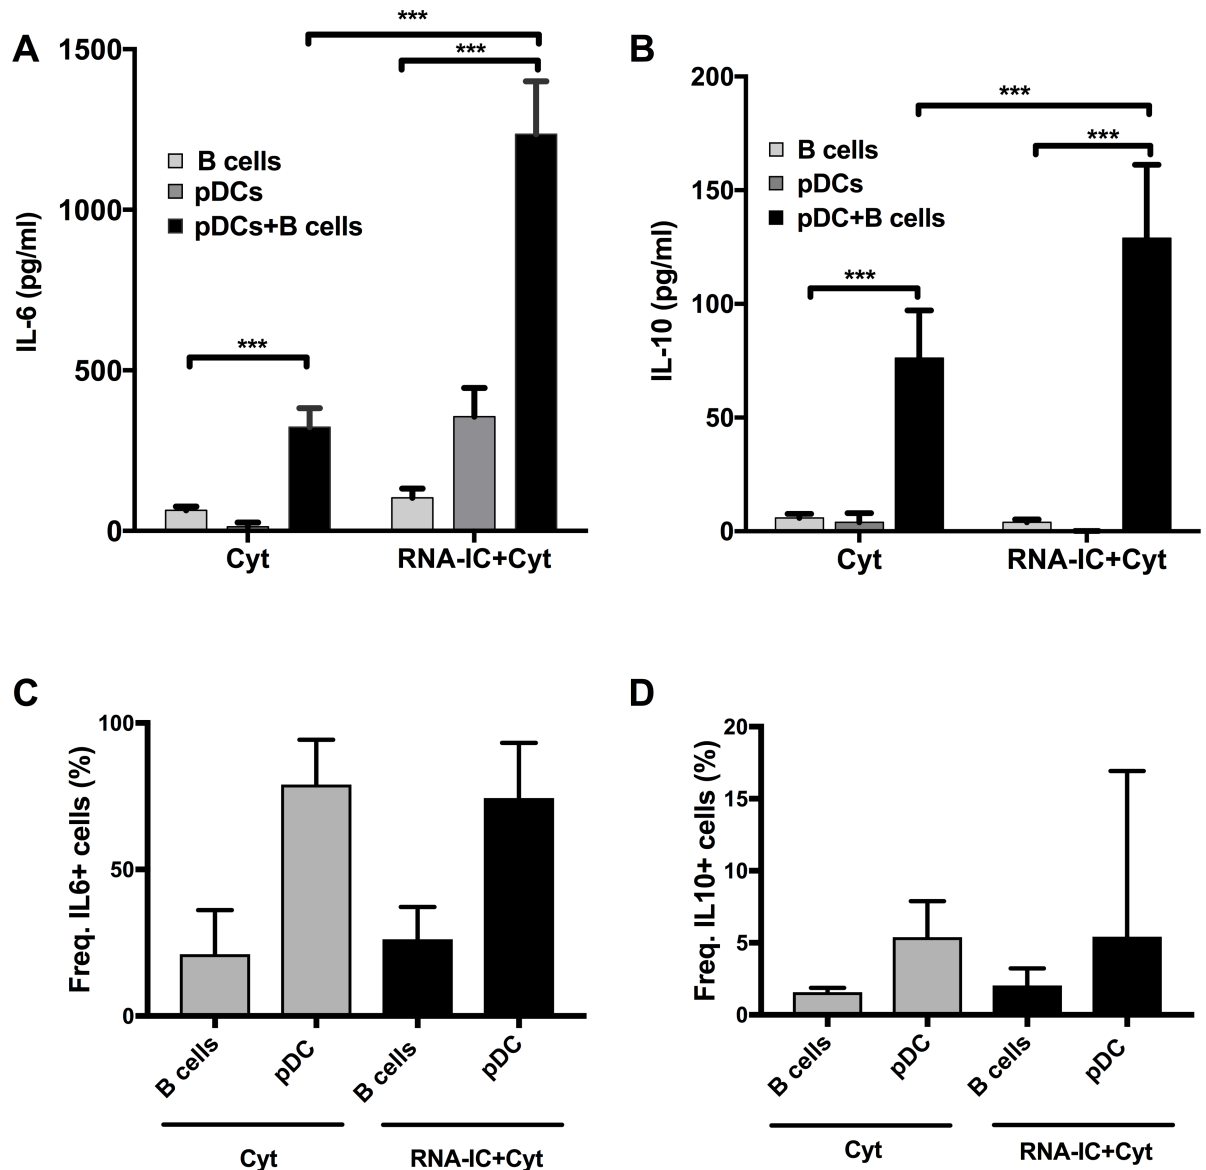 A
IL-6 (pg/ml)
1500
1000
500
0
B cells
pDCs
pDCs+B cells
***
***
***
Cyt
RNA-IC+Cyt
B
IL-10 (pg/ml)
200
150
100
50
0
B cells
pDCs
pDC+B cells
***
***
***
Cyt
RNA-IC+Cyt
C
Freq. IL6+ cells (%)
100
50
0
B cells
pDC
B cells
pDC
Cyt
RNA-IC+Cyt
D
Freq. IL10+ cells (%)
20
15
10
5
0
B cells
pDC
B cells
pDC
Cyt
RNA-IC+Cyt